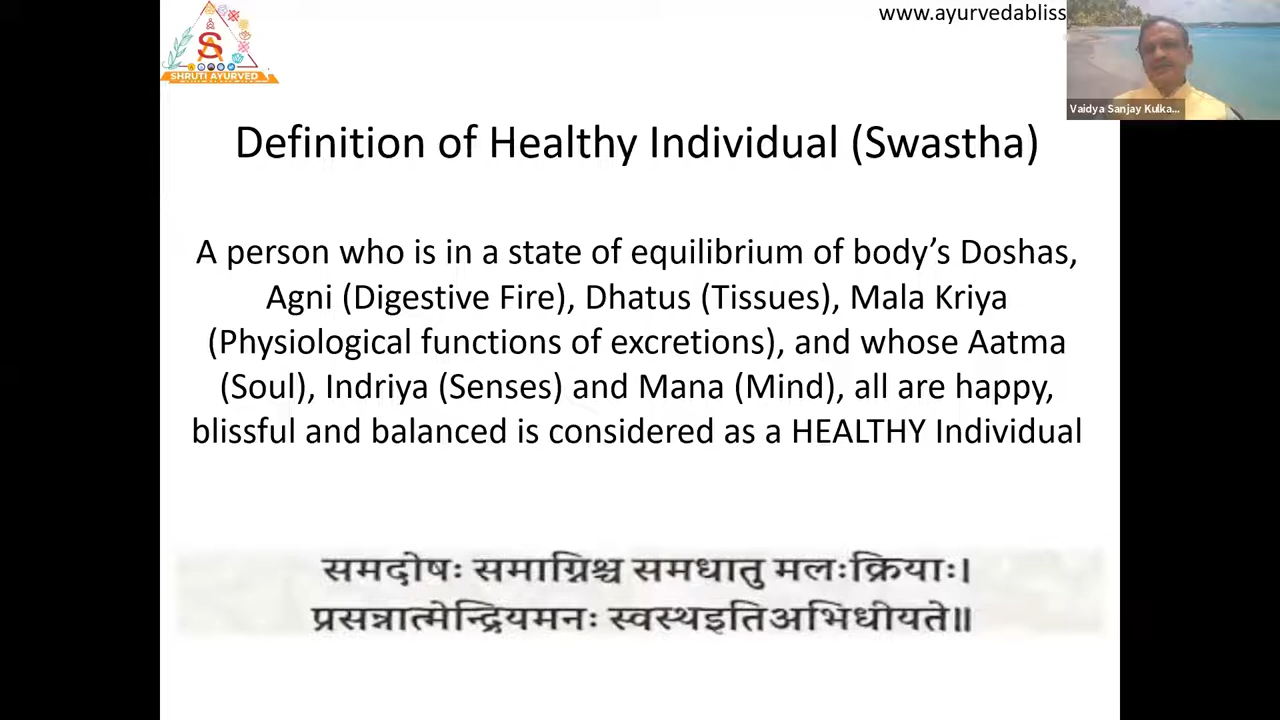 www.ayurvedabliss
SHRUTI AYURVED
Vaidya Sanjay Kulka...
Definition of Healthy Individual (Swastha)
A person who is in a state of equilibrium of body’s Doshas,
Agni (Digestive Fire), Dhatus (Tissues), Mala Kriya
(Physiological functions of excretions), and whose Aatma
(Soul), Indriya (Senses) and Mana (Mind), all are happy,
blissful and balanced is considered as a HEALTHY Individual
समदोषः समाग्निश्च समधातु मलःक्रियाः।
प्रसन्नात्मेन्द्रियमनः स्वस्थइतिअभिधीयते॥